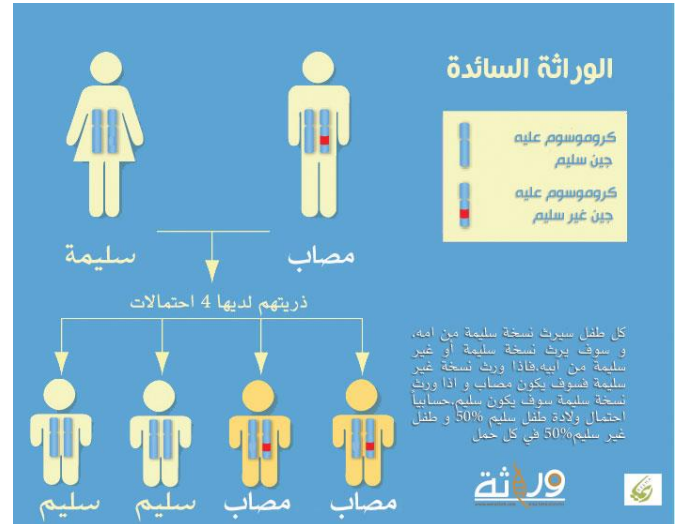 الوراثة السائدة
كروموسوم عليه
جين سليم
كروموسوم عليه
جين غير سليم
مصاب
سليمة
ذريتهم لديها 4 احتمالات
كل طفل سيرث نسخة سليمة من امه،
و سوف يرث نسخة سليمة أو غير
سليمة من أبيه.فاذا ورث نسخة غير
سليمة فسوف يكون مصاب و اذا ورث
نسخة سليمة سوف يكون سليم.حسابياً
احتمال ولادة طفل سليم 50% و طفل
غير سليم50% في كل حمل
مصاب
مصاب
سليم
سليم
وراثة